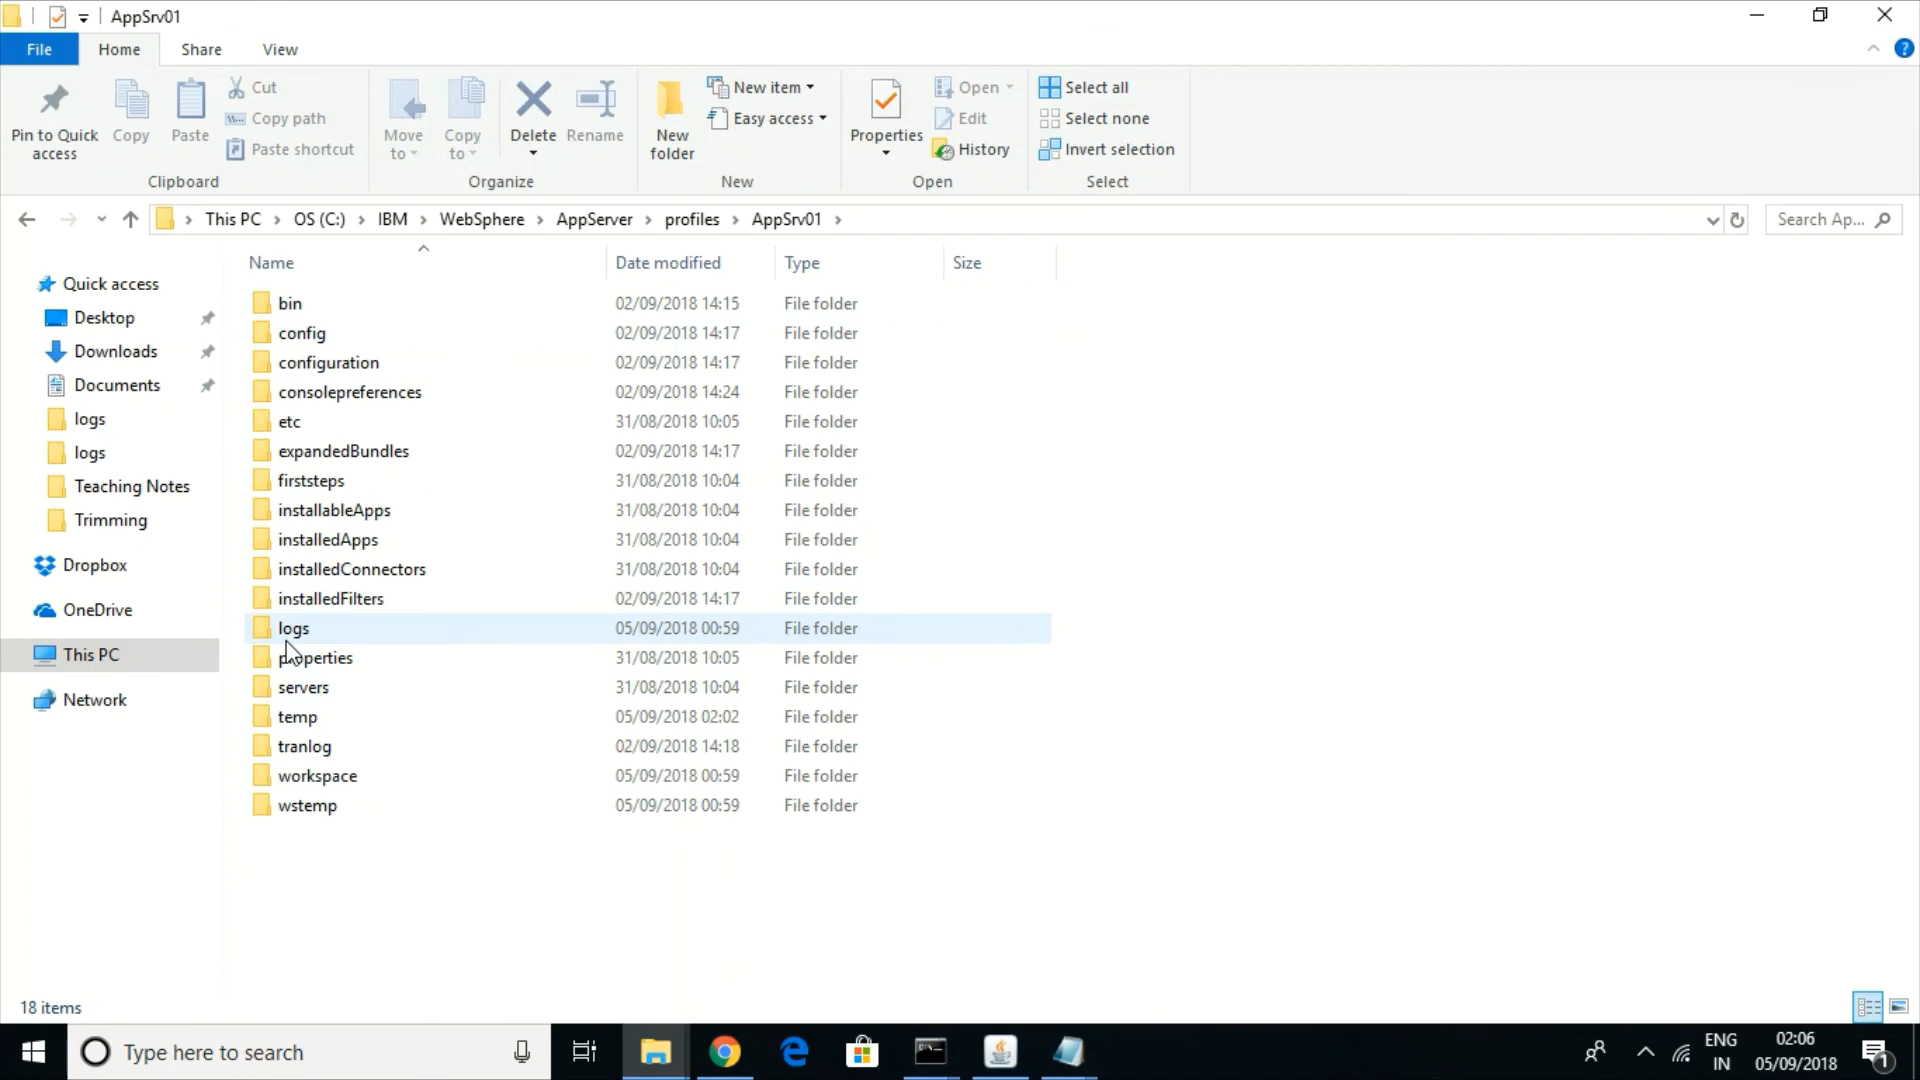 AppSrv01
File Home Share View
Pin to Quick access
Copy
Paste
Cut
Copy path
Paste shortcut
Clipboard
Move to
Copy to
Delete
Rename
Organize
New folder
New item
Easy access
New
Properties
Open
Edit
History
Open
Select all
Select none
Invert selection
Select
This PC > OS (C:) > IBM > WebSphere > AppServer > profiles > AppSrv01 >
Search Ap...
Quick access
Desktop
Downloads
Documents
logs
logs
Teaching Notes
Trimming
Dropbox
OneDrive
This PC
Network
Name Date modified Type Size
bin 02/09/2018 14:15 File folder
config 02/09/2018 14:17 File folder
configuration 02/09/2018 14:17 File folder
consolepreferences 02/09/2018 14:24 File folder
etc 31/08/2018 10:05 File folder
expandedBundles 02/09/2018 14:17 File folder
firststeps 31/08/2018 10:04 File folder
installableApps 31/08/2018 10:04 File folder
installedApps 31/08/2018 10:04 File folder
installedConnectors 31/08/2018 10:04 File folder
installedFilters 02/09/2018 14:17 File folder
logs 05/09/2018 00:59 File folder
properties 31/08/2018 10:05 File folder
servers 31/08/2018 10:04 File folder
temp 05/09/2018 02:02 File folder
tranlog 02/09/2018 14:18 File folder
workspace 05/09/2018 00:59 File folder
wstemp 05/09/2018 00:59 File folder
18 items
Type here to search
ENG
IN
02:06
05/09/2018
1